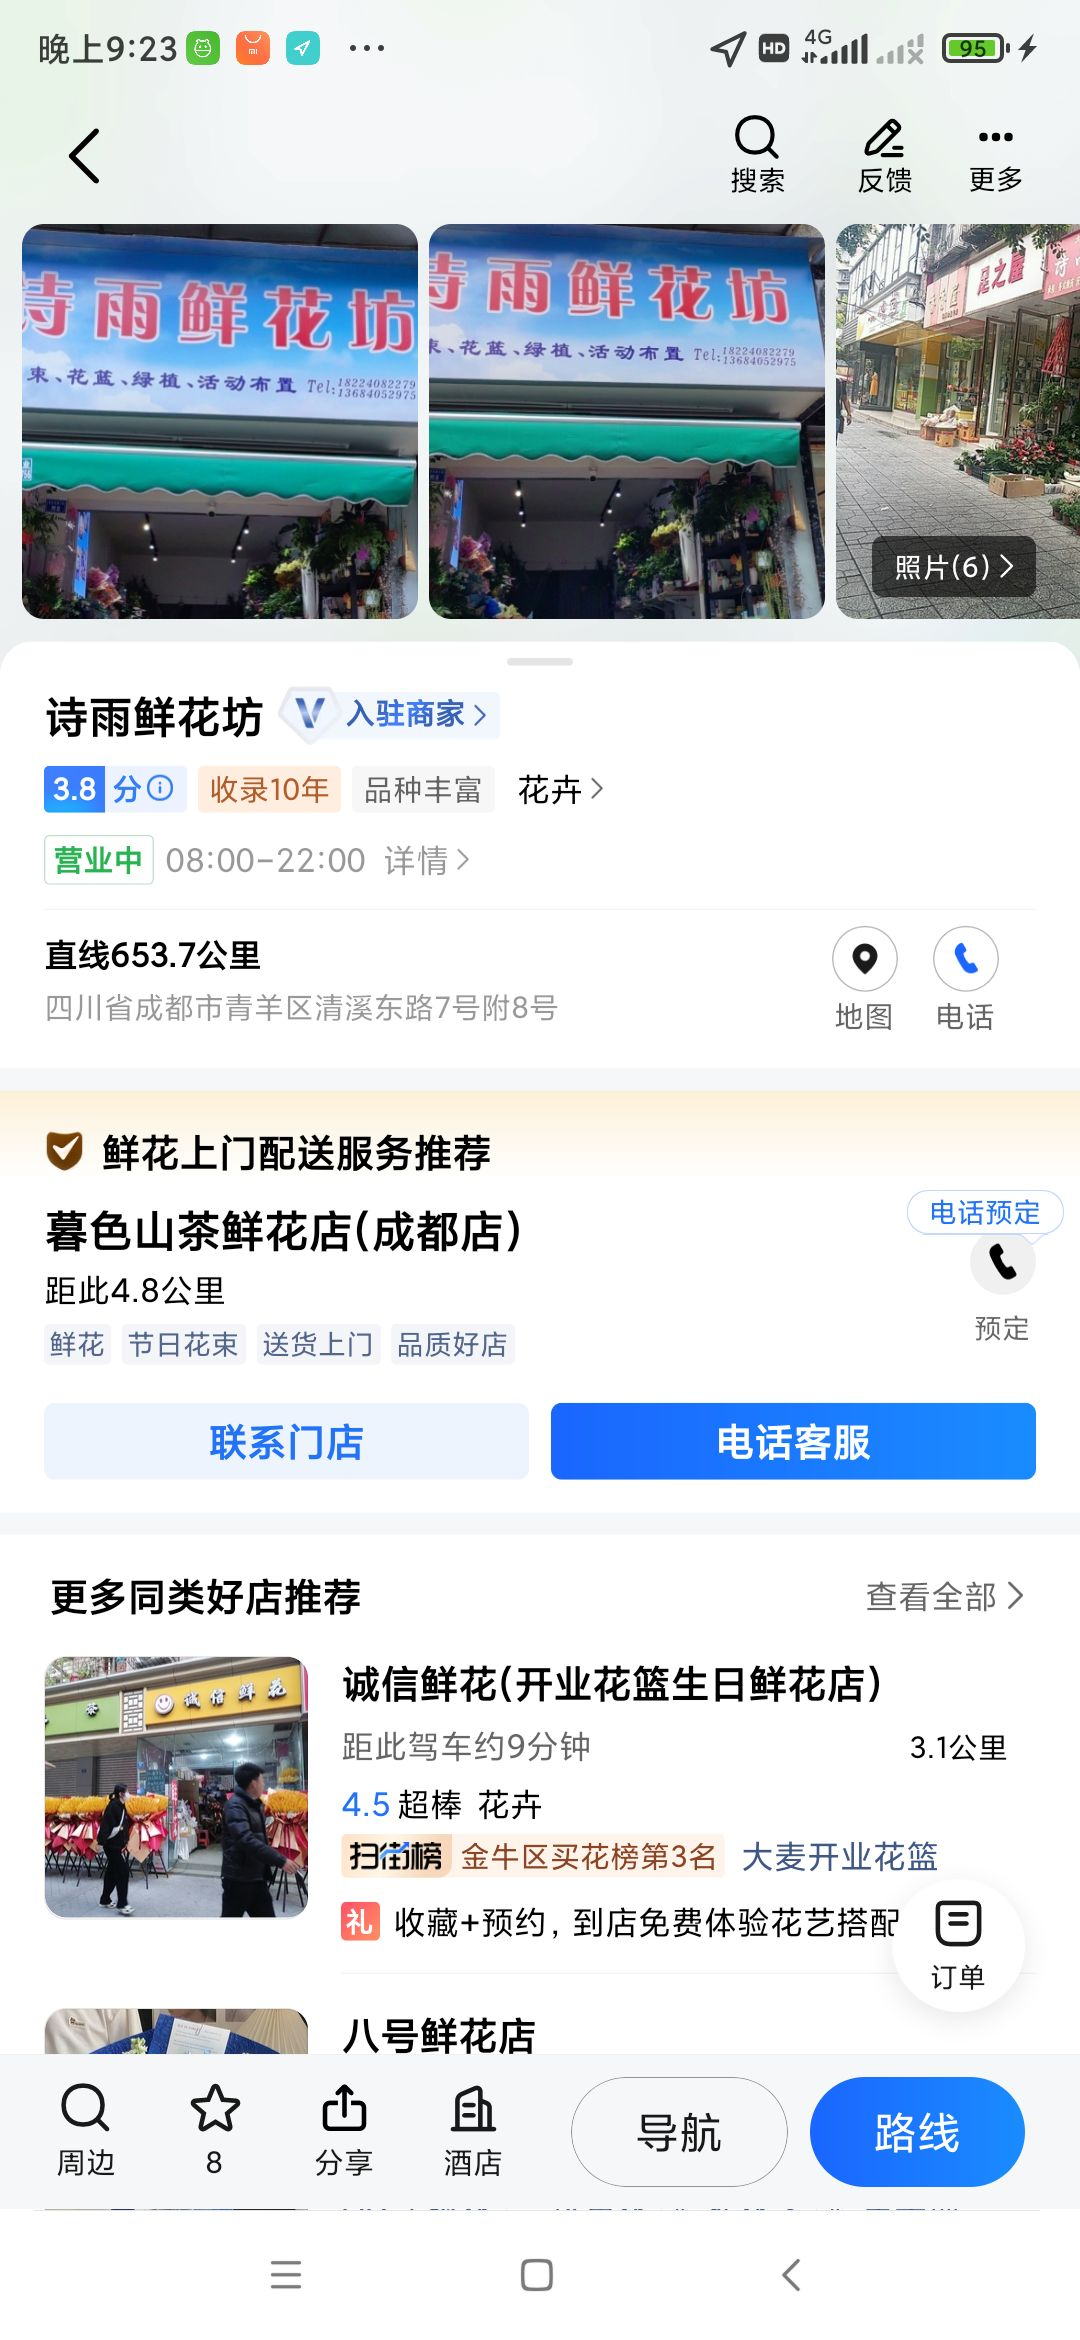 晚上9:23
HD 4G 95
搜索 反馈 更多
诗雨鲜花坊
束、花蓝、绿植、活动布置 Tel:18224082279
13684052975
诗雨鲜花坊
束、花蓝、绿植、活动布置 Tel:18224082279
13684052975
足之屋
照片(6)
诗雨鲜花坊 入驻商家
3.8 分 收录10年 品种丰富 花卉
营业中 08:00-22:00 详情
直线653.7公里
四川省成都市青羊区清溪东路7号附8号
地图 电话
鲜花上门配送服务推荐
暮色山茶鲜花店(成都店)
电话预定
距此4.8公里
预定
鲜花 节日花束 送货上门 品质好店
联系门店 电话客服
更多同类好店推荐 查看全部
茶 诚信鲜花
诚信鲜花(开业花篮生日鲜花店)
距此驾车约9分钟 3.1公里
4.5 超棒 花卉
扫街榜 金牛区买花榜第3名 大麦开业花篮
礼 收藏+预约，到店免费体验花艺搭配
订单
八号鲜花店
周边 8 分享 酒店 导航 路线